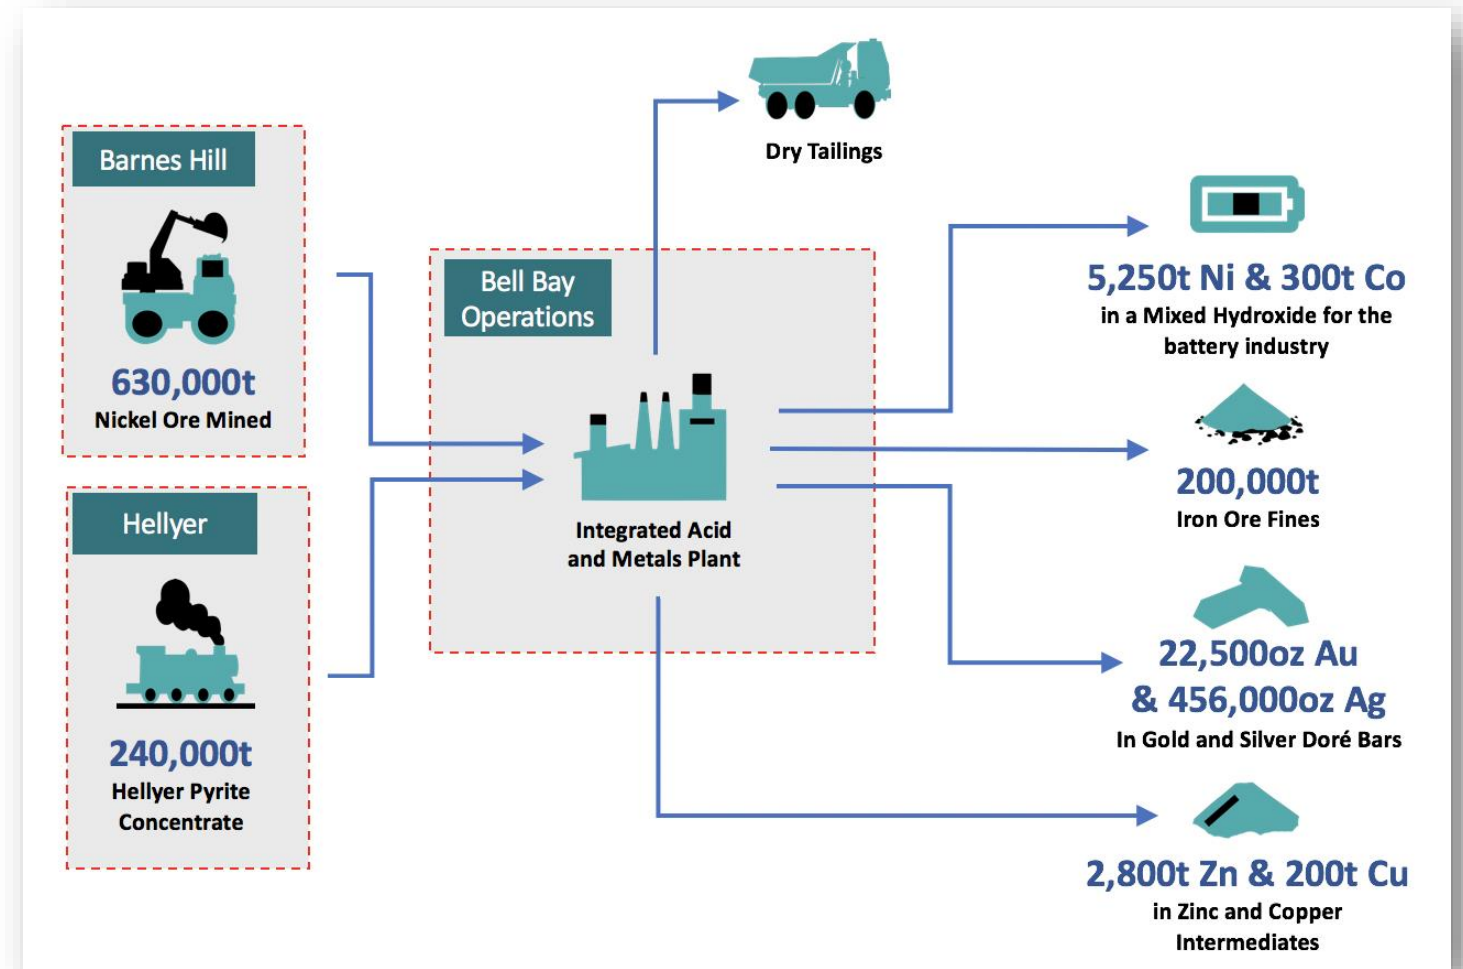 Barnes Hill
630,000t
Nickel Ore Mined
Hellyer
240,000t
Hellyer Pyrite
Concentrate
Bell Bay
Operations
Integrated Acid
and Metals Plant
Dry Tailings
5,250t Ni & 300t Co
in a Mixed Hydroxide for the
battery industry
200,000t
Iron Ore Fines
22,500oz Au
& 456,000oz Ag
In Gold and Silver Doré Bars
2,800t Zn & 200t Cu
in Zinc and Copper
Intermediates